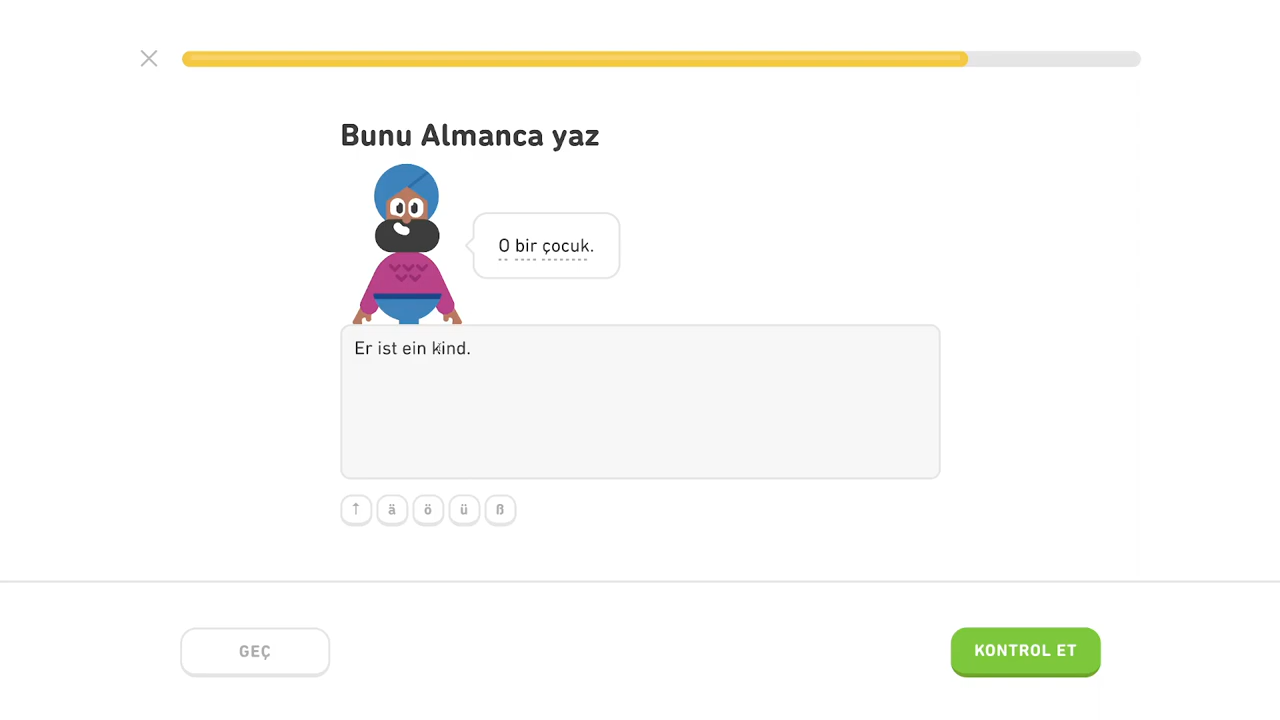 Bunu Almanca yaz
O bir çocuk.
Er ist ein kind.
↑ ä ö ü ß
GEÇ
KONTROL ET